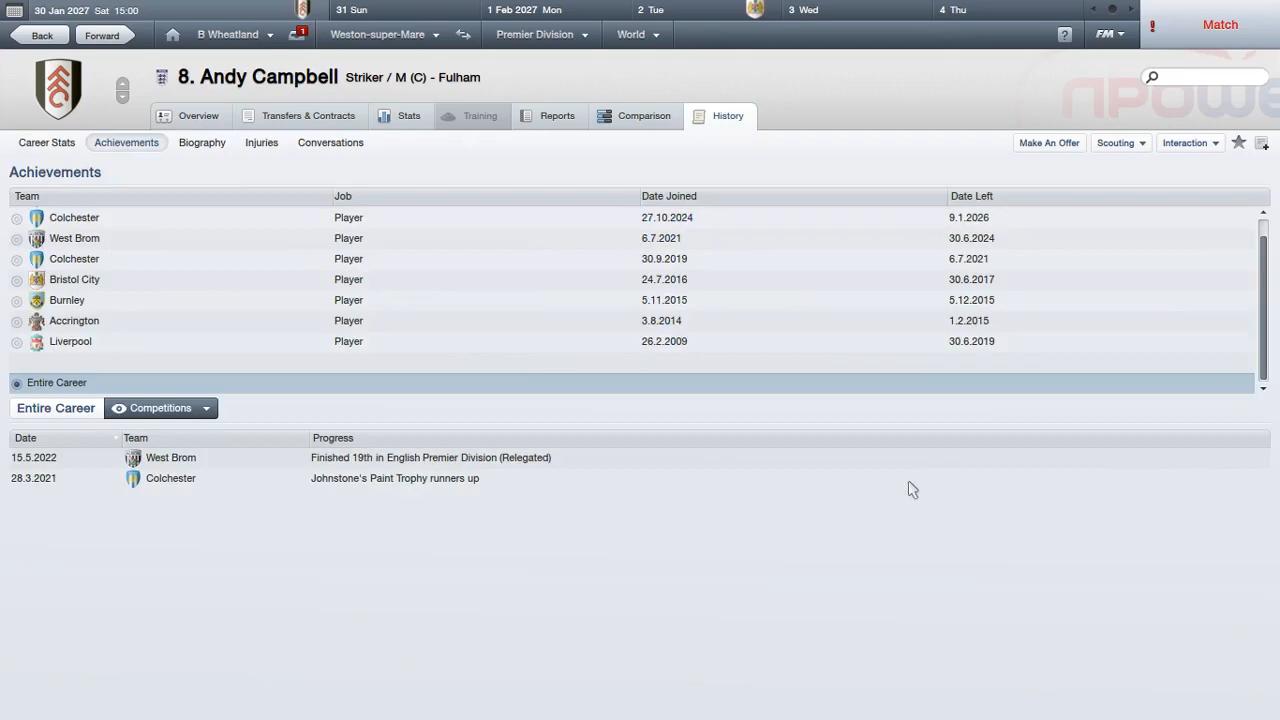 30 Jan 2027 Sat 15:00 31 Sun 1 Feb 2027 Mon 2 Tue 3 Wed 4 Thu
Back Forward B Wheatland 1 Weston-super-Mare Premier Division World ? FM ! Match
8. Andy Campbell Striker / M (C) - Fulham
Overview Transfers & Contracts Stats Training Reports Comparison History
Career Stats Achievements Biography Injuries Conversations Make An Offer Scouting Interaction
Achievements
Team Job Date Joined Date Left
Colchester Player 27.10.2024 9.1.2026
West Brom Player 6.7.2021 30.6.2024
Colchester Player 30.9.2019 6.7.2021
Bristol City Player 24.7.2016 30.6.2017
Burnley Player 5.11.2015 5.12.2015
Accrington Player 3.8.2014 1.2.2015
Liverpool Player 26.2.2009 30.6.2019
Entire Career
Entire Career Competitions
Date Team Progress
15.5.2022 West Brom Finished 19th in English Premier Division (Relegated)
28.3.2021 Colchester Johnstone's Paint Trophy runners up